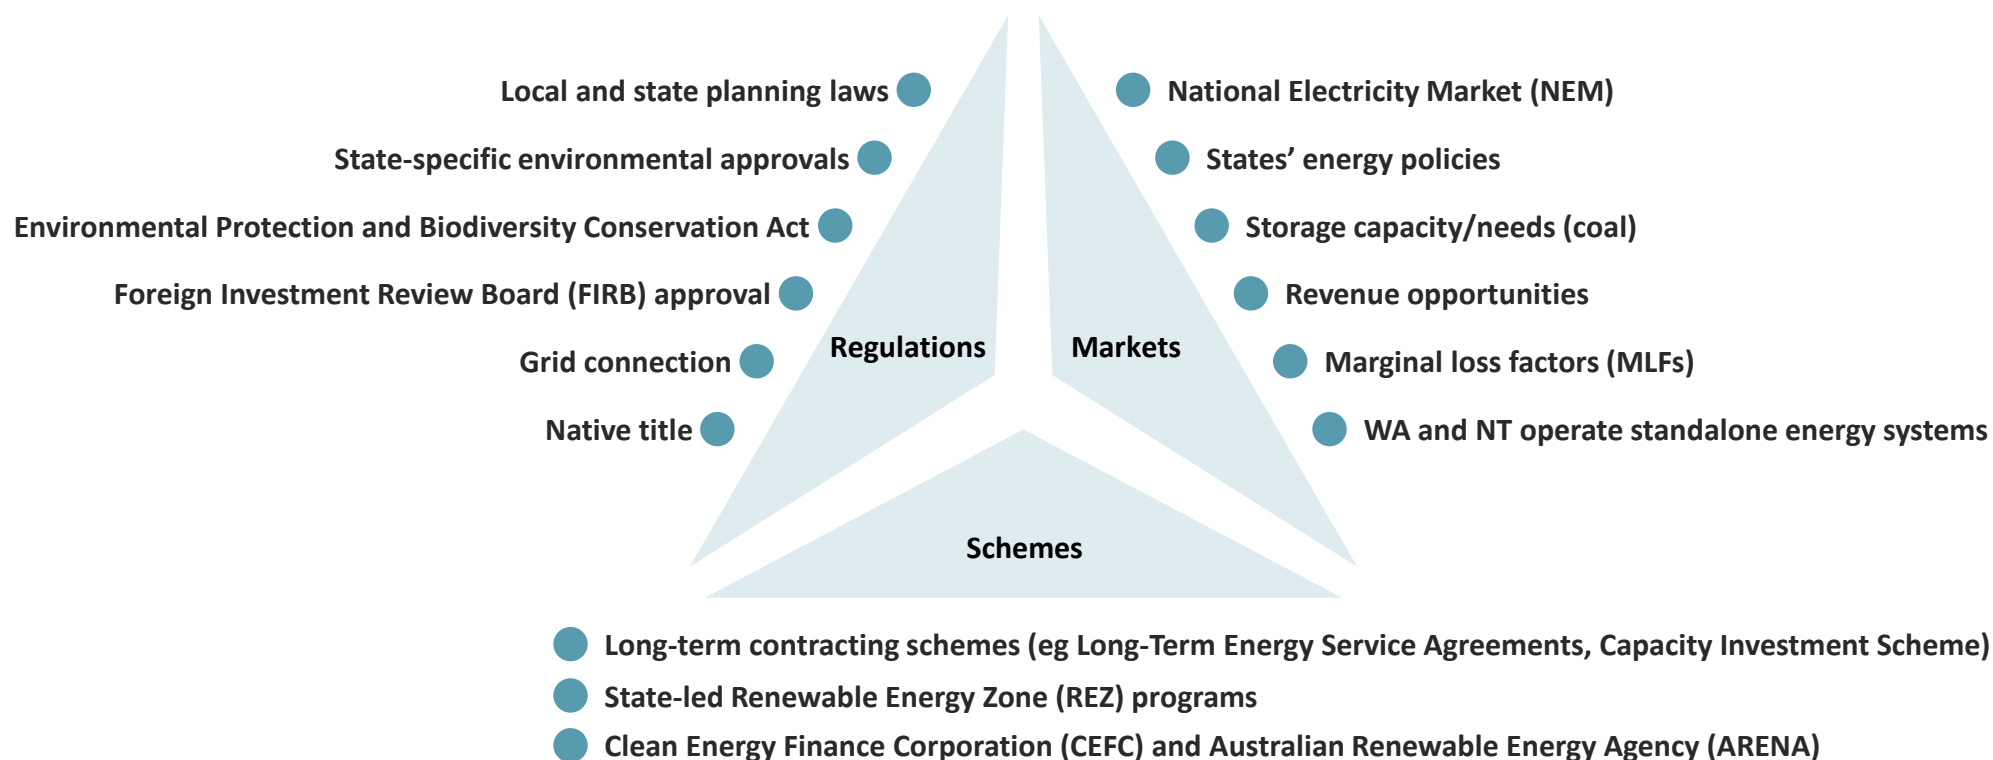 Local and state planning laws
State-specific environmental approvals
Environmental Protection and Biodiversity Conservation Act
Foreign Investment Review Board (FIRB) approval
Grid connection
Native title
Regulations
Markets
National Electricity Market (NEM)
States’ energy policies
Storage capacity/needs (coal)
Revenue opportunities
Marginal loss factors (MLFs)
WA and NT operate standalone energy systems
Schemes
Long-term contracting schemes (eg Long-Term Energy Service Agreements, Capacity Investment Scheme)
State-led Renewable Energy Zone (REZ) programs
Clean Energy Finance Corporation (CEFC) and Australian Renewable Energy Agency (ARENA)